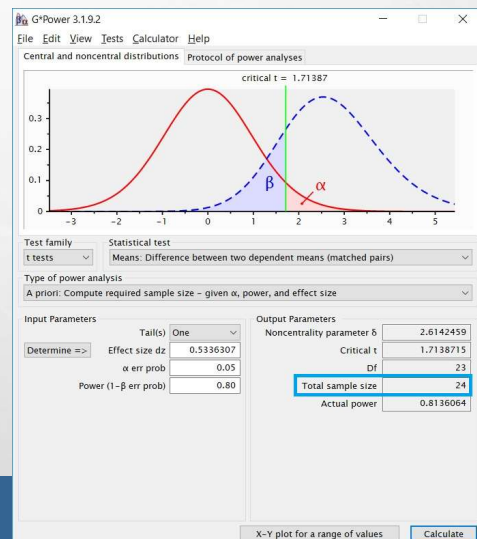 G*Power 3.1.9.2
File Edit View Tests Calculator Help
Central and noncentral distributions Protocol of power analyses
critical t = 1.71387
0.3
0.2
0.1
0
β
α
-3 -2 -1 0 1 2 3 4 5
Test family Statistical test
t tests Means: Difference between two dependent means (matched pairs)
Type of power analysis
A priori: Compute required sample size - given α, power, and effect size
Input Parameters
Tail(s) One
Determine => Effect size dz 0.5336307
α err prob 0.05
Power (1-β err prob) 0.80
Output Parameters
Noncentrality parameter δ 2.6142459
Critical t 1.7138715
Df 23
Total sample size 24
Actual power 0.8136064
X-Y plot for a range of values Calculate